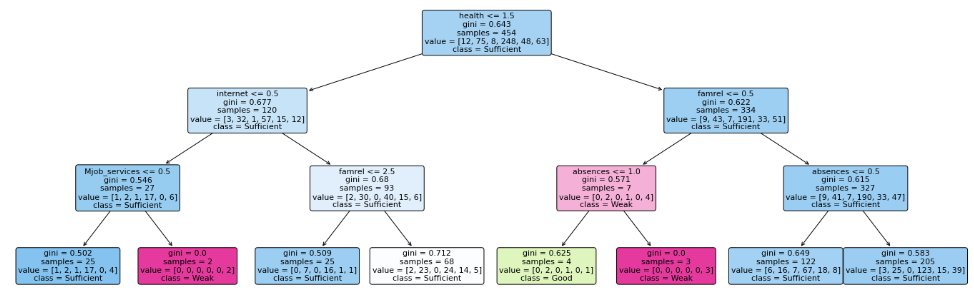 health <= 1.5
gini = 0.643
samples = 454
value = [12, 75, 8, 248, 48, 63]
class = Sufficient
internet <= 0.5
gini = 0.677
samples = 120
value = [3, 32, 1, 57, 15, 12]
class = Sufficient
famrel <= 0.5
gini = 0.622
samples = 334
value = [9, 43, 7, 191, 33, 51]
class = Sufficient
Mjob_services <= 0.5
gini = 0.546
samples = 27
value = [1, 2, 1, 17, 0, 6]
class = Sufficient
famrel <= 2.5
gini = 0.68
samples = 93
value = [2, 30, 0, 40, 15, 6]
class = Sufficient
absences <= 1.0
gini = 0.571
samples = 7
value = [0, 2, 0, 1, 0, 4]
class = Weak
absences <= 0.5
gini = 0.615
samples = 327
value = [9, 41, 7, 190, 33, 47]
class = Sufficient
gini = 0.502
samples = 25
value = [1, 2, 1, 17, 0, 4]
class = Sufficient
gini = 0.0
samples = 2
value = [0, 0, 0, 0, 0, 2]
class = Weak
gini = 0.509
samples = 25
value = [0, 7, 0, 16, 1, 1]
class = Sufficient
gini = 0.712
samples = 68
value = [2, 23, 0, 24, 14, 5]
class = Sufficient
gini = 0.625
samples = 4
value = [0, 2, 0, 1, 0, 1]
class = Good
gini = 0.0
samples = 3
value = [0, 0, 0, 0, 0, 3]
class = Weak
gini = 0.649
samples = 122
value = [6, 16, 7, 67, 18, 8]
class = Sufficient
gini = 0.583
samples = 205
value = [3, 25, 0, 123, 15, 39]
class = Sufficient